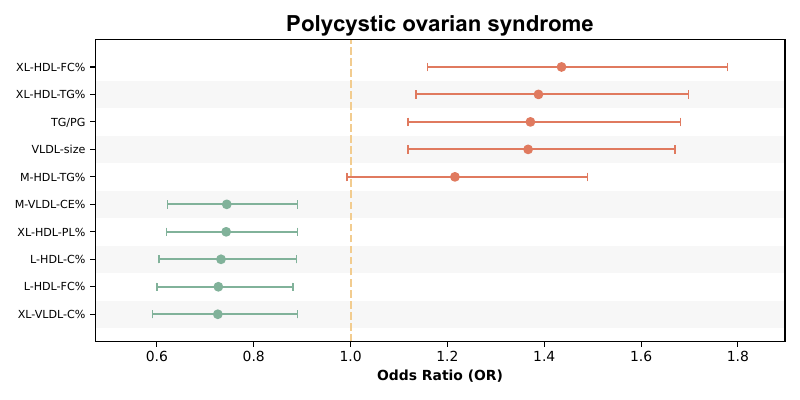 Polycystic ovarian syndrome
XL-HDL-FC%
XL-HDL-TG%
TG/PG
VLDL-size
M-HDL-TG%
M-VLDL-CE%
XL-HDL-PL%
L-HDL-C%
L-HDL-FC%
XL-VLDL-C%
0.6 0.8 1.0 1.2 1.4 1.6 1.8
Odds Ratio (OR)